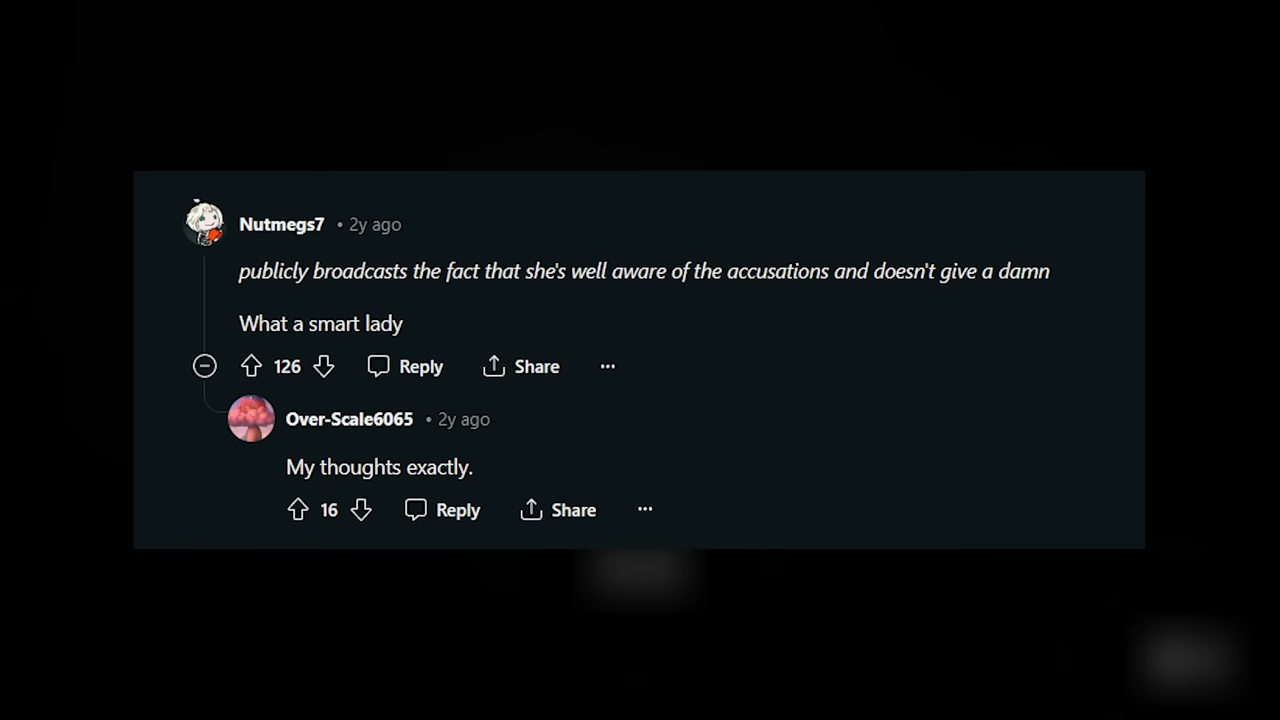 Nutmegs7 • 2y ago
publicly broadcasts the fact that she's well aware of the accusations and doesn't give a damn
What a smart lady
126 Reply Share ...
Over-Scale6065 • 2y ago
My thoughts exactly.
16 Reply Share ...